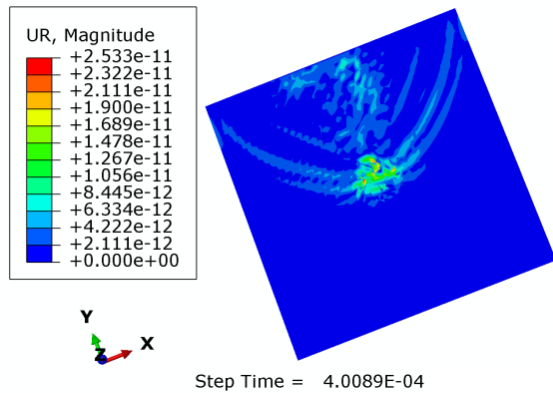 UR, Magnitude
+2.533e-11
+2.322e-11
+2.111e-11
+1.900e-11
+1.689e-11
+1.478e-11
+1.267e-11
+1.056e-11
+8.445e-12
+6.334e-12
+4.222e-12
+2.111e-12
+0.000e+00
Y
Z
X
Step Time = 4.0089E-04